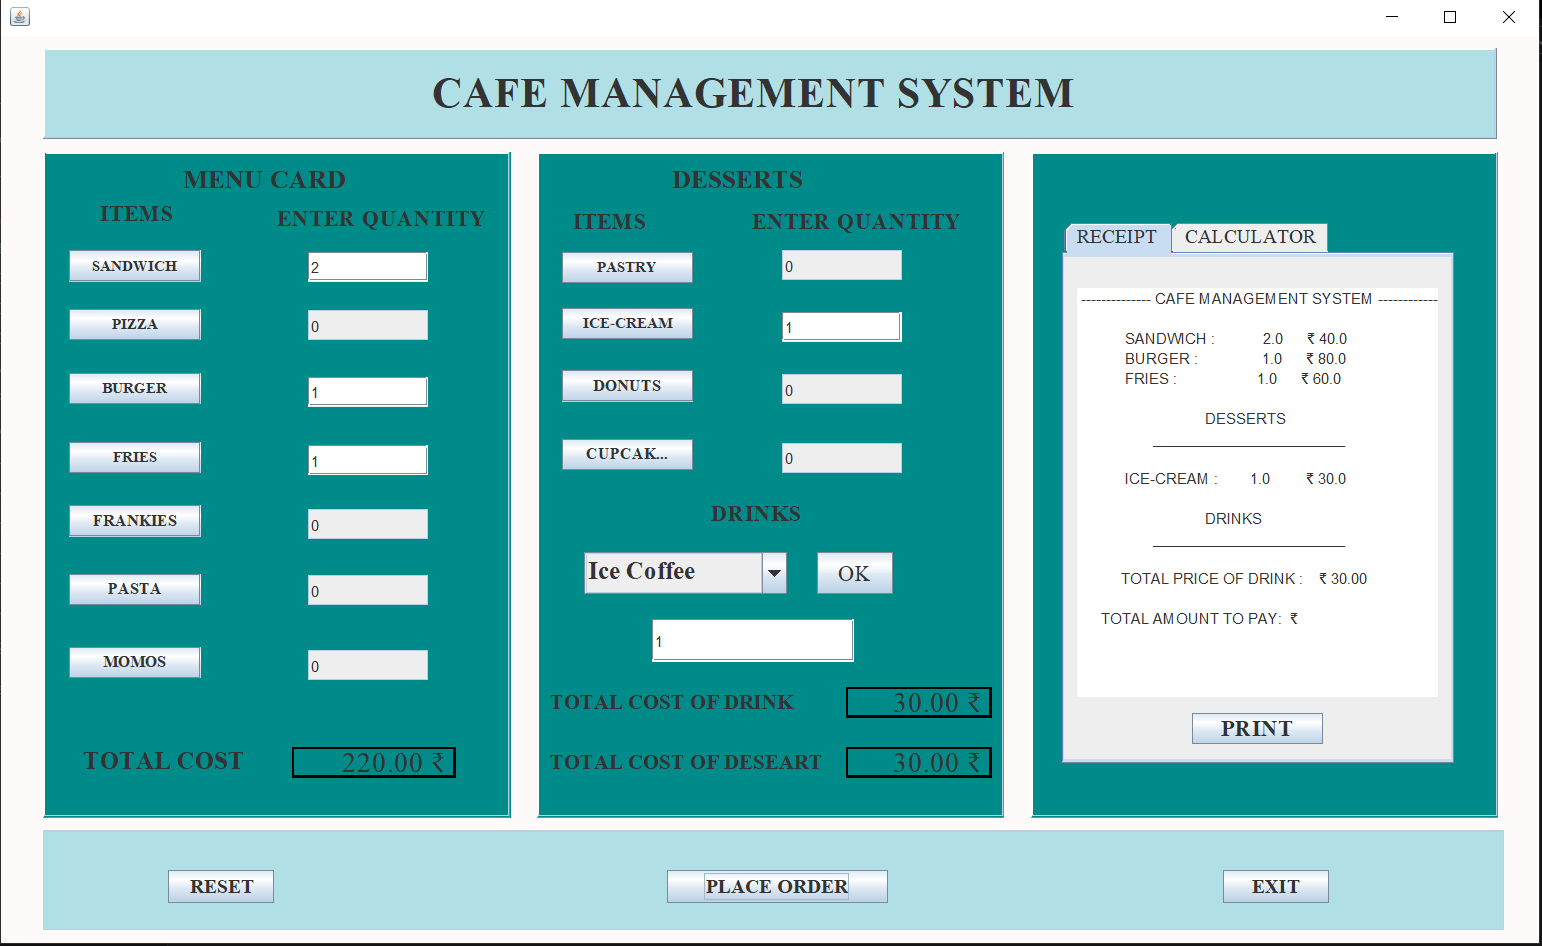 CAFE MANAGEMENT SYSTEM
MENU CARD
ITEMS ENTER QUANTITY
SANDWICH 2
PIZZA 0
BURGER 1
FRIES 1
FRANKIES 0
PASTA 0
MOMOS 0
TOTAL COST 220.00 ₹
DESSERTS
ITEMS ENTER QUANTITY
PASTRY 0
ICE-CREAM 1
DONUTS 0
CUPCAK... 0
DRINKS
Ice Coffee OK
1
TOTAL COST OF DRINK 30.00 ₹
TOTAL COST OF DESEART 30.00 ₹
RECEIPT CALCULATOR
-------------- CAFE MANAGEMENT SYSTEM ------------
SANDWICH : 2.0 ₹ 40.0
BURGER : 1.0 ₹ 80.0
FRIES : 1.0 ₹ 60.0
DESSERTS
________________________
ICE-CREAM : 1.0 ₹ 30.0
DRINKS
________________________
TOTAL PRICE OF DRINK : ₹ 30.00
TOTAL AMOUNT TO PAY: ₹
PRINT
RESET PLACE ORDER EXIT